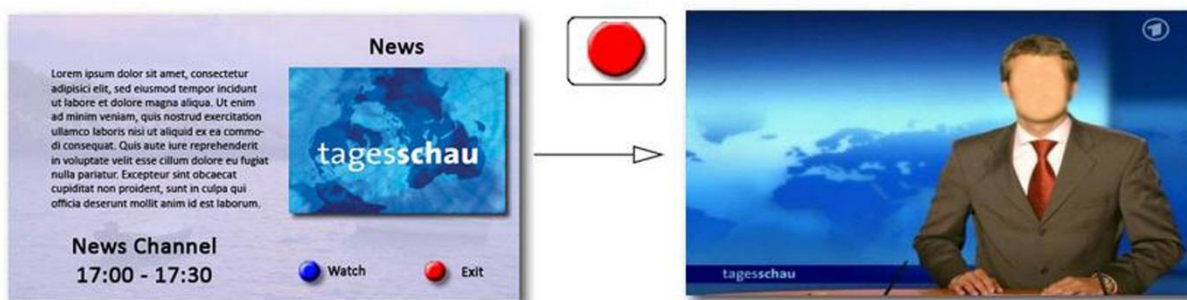 News
Lorem ipsum dolor sit amet, consectetur
adipisici elit, sed eiusmod tempor incidunt
ut labore et dolore magna aliqua. Ut enim
ad minim veniam, quis nostrud exercitation
ullamco laboris nisi ut aliquid ex ea commo-
di consequat. Quis aute iure reprehenderit
in voluptate velit esse cillum dolore eu fugiat
nulla pariatur. Excepteur sint obcaecat
cupiditat non proident, sunt in culpa qui
officia deserunt mollit anim id est laborum.
tagesschau
News Channel
17:00 - 17:30
Watch
Exit
1
tagesschau